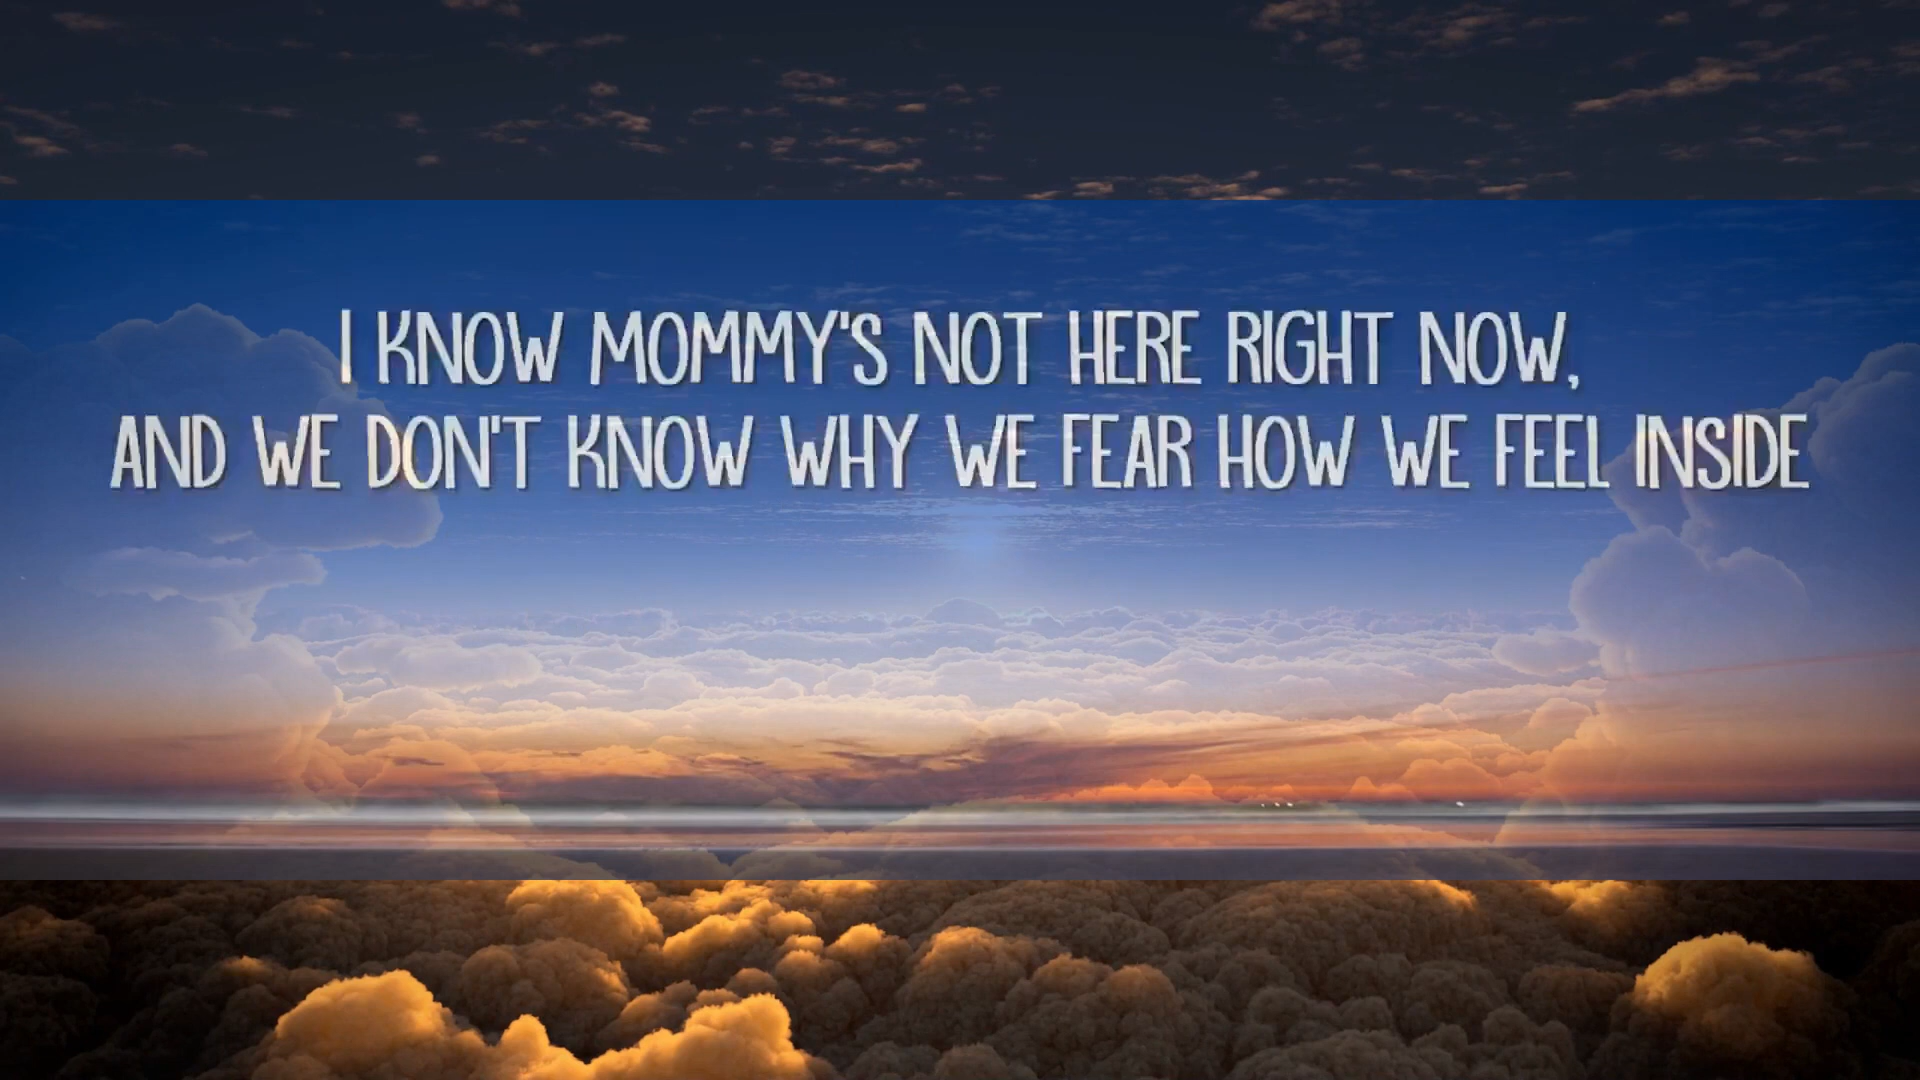 I KNOW MOMMY'S NOT HERE RIGHT NOW,
AND WE DON'T KNOW WHY WE FEAR HOW WE FEEL INSIDE